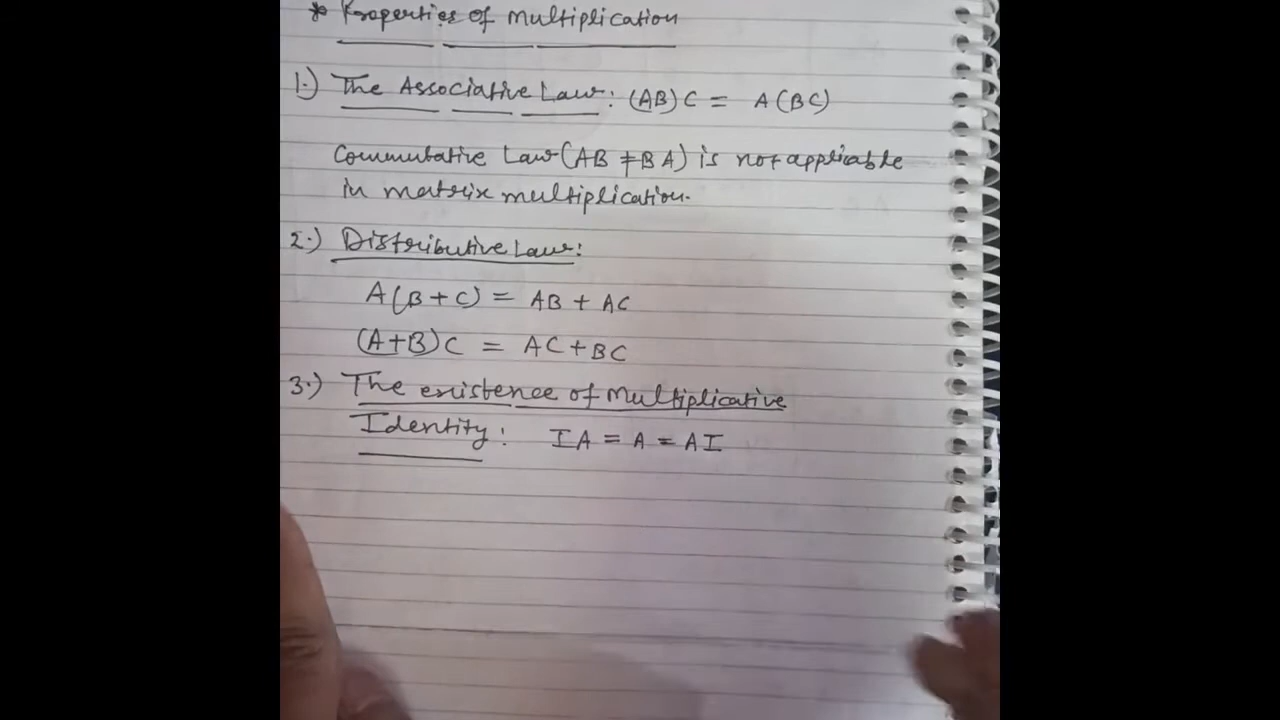 * Properties of Multiplication
1.) The Associative Law: (AB)C = A(BC)
Commutative Law (AB ≠ BA) is not applicable
in matrix multiplication.
2.) Distributive Law:
A(B+C) = AB + AC
(A+B)C = AC+BC
3.) The existence of Multiplicative
Identity: IA = A = AI